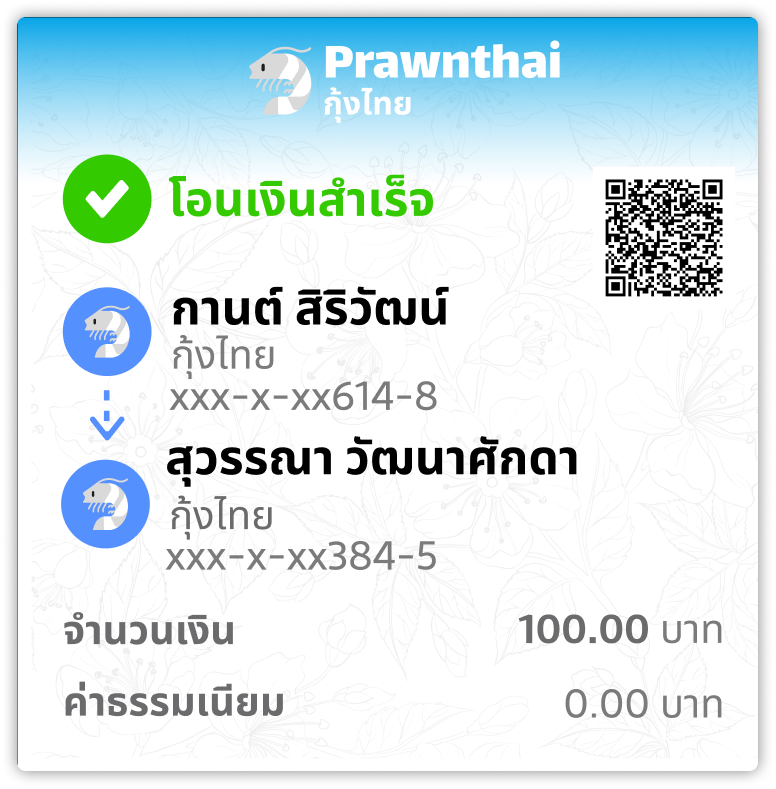 Prawnthai
กุ้งไทย
โอนเงินสำเร็จ
กานต์ สิริวัฒน์
กุ้งไทย
xxx-x-xx614-8
สุวรรณา วัฒนาศักดา
กุ้งไทย
xxx-x-xx384-5
จำนวนเงิน 100.00 บาท
ค่าธรรมเนียม 0.00 บาท